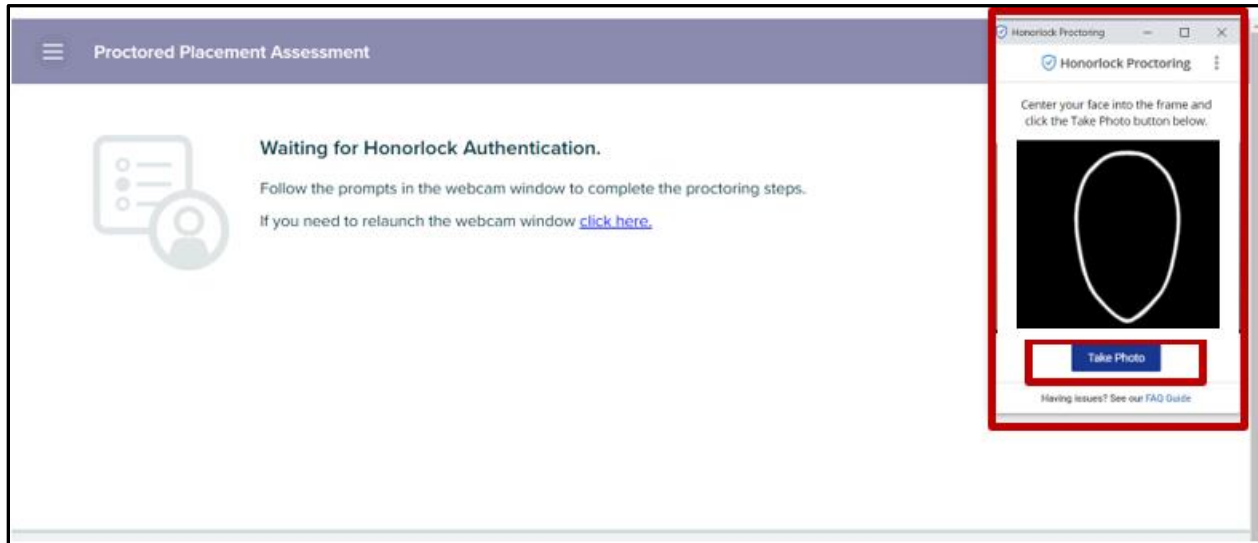 Proctored Placement Assessment
Waiting for Honorlock Authentication.
Follow the prompts in the webcam window to complete the proctoring steps.
If you need to relaunch the webcam window click here.
Honorlock Proctoring
Honorlock Proctoring
Center your face into the frame and
click the Take Photo button below.
Take Photo
Having issues? See our FAQ Guide